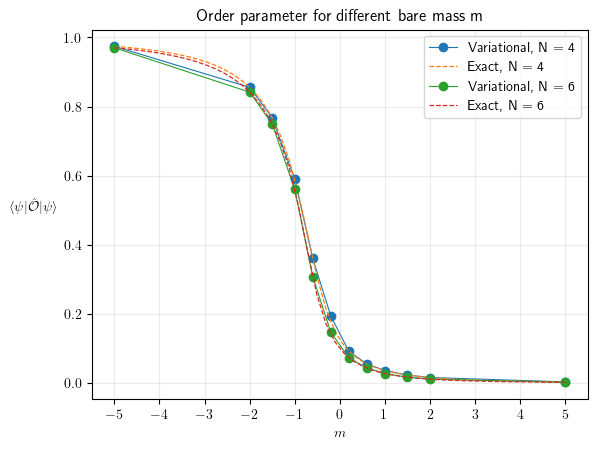 Order parameter for different bare mass m
Variational, N = 4
Exact, N = 4
Variational, N = 6
Exact, N = 6
1.0
0.8
0.6
0.4
0.2
0.0
⟨ψ|Ô|ψ⟩
−5 −4 −3 −2 −1 0 1 2 3 4 5
m